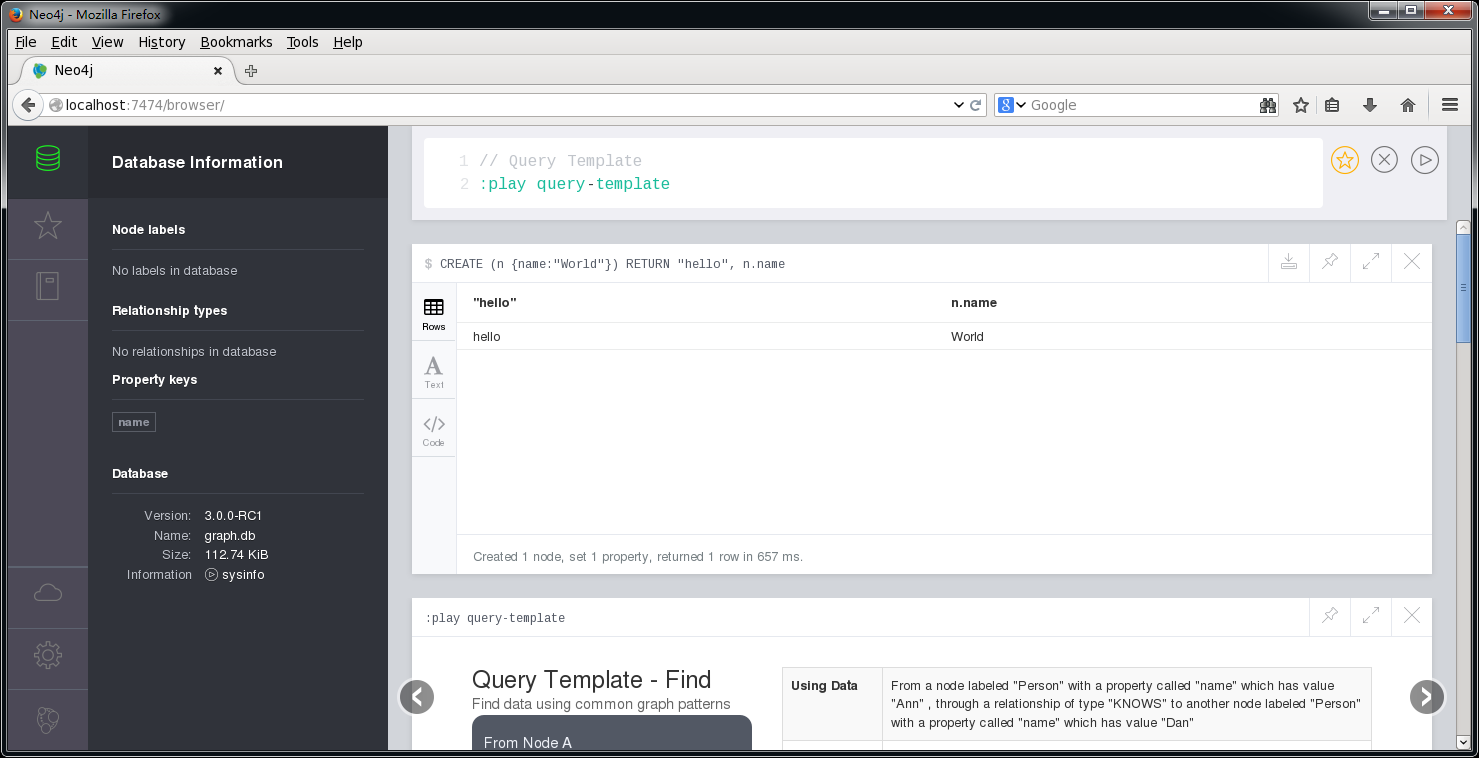 Neo4j - Mozilla Firefox
File Edit View History Bookmarks Tools Help
Neo4j
localhost:7474/browser/
8 Google
Database Information
Node labels
No labels in database
Relationship types
No relationships in database
Property keys
name
Database
Version: 3.0.0-RC1
Name: graph.db
Size: 112.74 KiB
Information sysinfo
1 // Query Template
2 :play query-template
$ CREATE (n {name:"World"}) RETURN "hello", n.name
Rows
A
Text
</>
Code
"hello" n.name
hello World
Created 1 node, set 1 property, returned 1 row in 657 ms.
:play query-template
Query Template - Find
Find data using common graph patterns
From Node A
Using Data
From a node labeled "Person" with a property called "name" which has value
"Ann" , through a relationship of type "KNOWS" to another node labeled "Person"
with a property called "name" which has value "Dan"